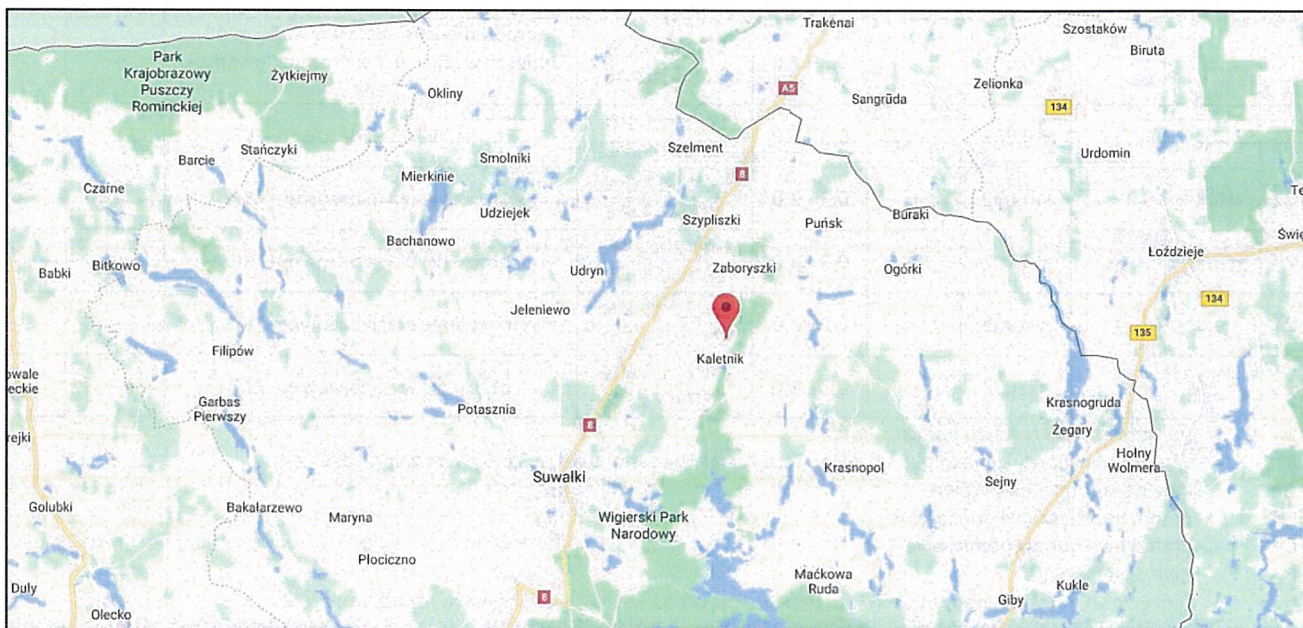 Trakenai
Szostaków
Biruta
Park
Krajobrazowy
Puszczy
Rominckiej
Żytkiejmy
Okliny
A5
Sangrūda
Zelionka
134
Szelment
Urdomin
Barcie
Stańczyki
Smolniki
Mierkinie
8
Czarne
Udziejek
Szypliszki
Puńsk
Buraki
Bachanowo
Łoździeje
Babki
Bitkowo
Udryn
Zaboryszki
Ogórki
134
Jeleniewo
135
Filipów
Kaletnik
Garbas
Pierwszy
Potasznia
Krasnogruda
Żegary
8
Hołny
Wolmera
Suwałki
Krasnopol
Sejny
Golubki
Bakałarzewo
Maryna
Wigierski Park
Narodowy
Płociczno
Maćkowa
Ruda
Duły
Olecko
8
Giby
Kukle